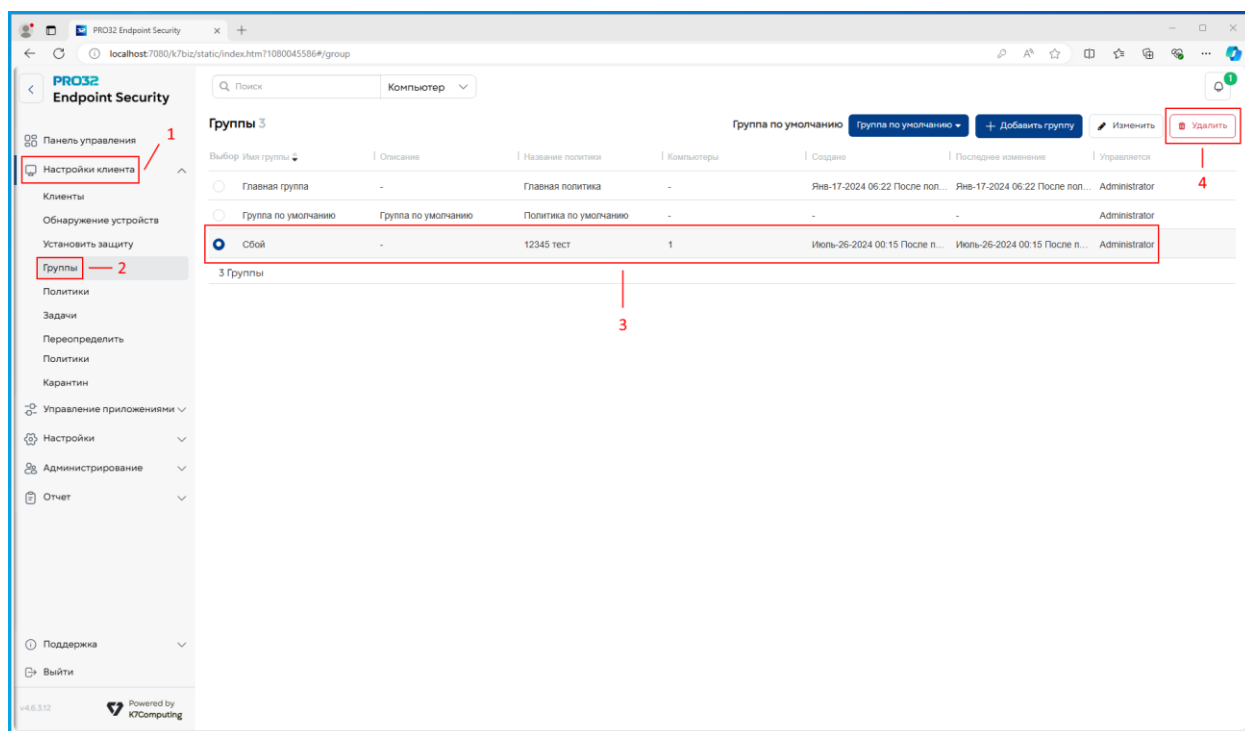 PRO32 Endpoint Security
localhost:7080/k7biz/static/index.htm?1080045586#/group
PRO32
Endpoint Security
Поиск
Компьютер
1
Группы 3
Группа по умолчанию
Группа по умолчанию
+ Добавить группу
Изменить
Удалить
Панель управления
1
Настройки клиента
Клиенты
Обнаружение устройств
Установить защиту
Группы
2
Политики
Задачи
Переопределить
Политики
Карантин
Управление приложениями
Настройки
Администрирование
Отчет
Выбор Имя группы Описание Название политики Компьютеры Создано Последнее изменение Управляется
4
Главная группа - Главная политика - Янв-17-2024 06:22 После пол... Янв-17-2024 06:22 После пол... Administrator
Группа по умолчанию Группа по умолчанию Политика по умолчанию - - - Administrator
Сбой - 12345 тест 1 Июль-26-2024 00:15 После п... Июль-26-2024 00:15 После п... Administrator
3 Группы
3
Поддержка
Выйти
v4.6.3.12
Powered by
K7Computing